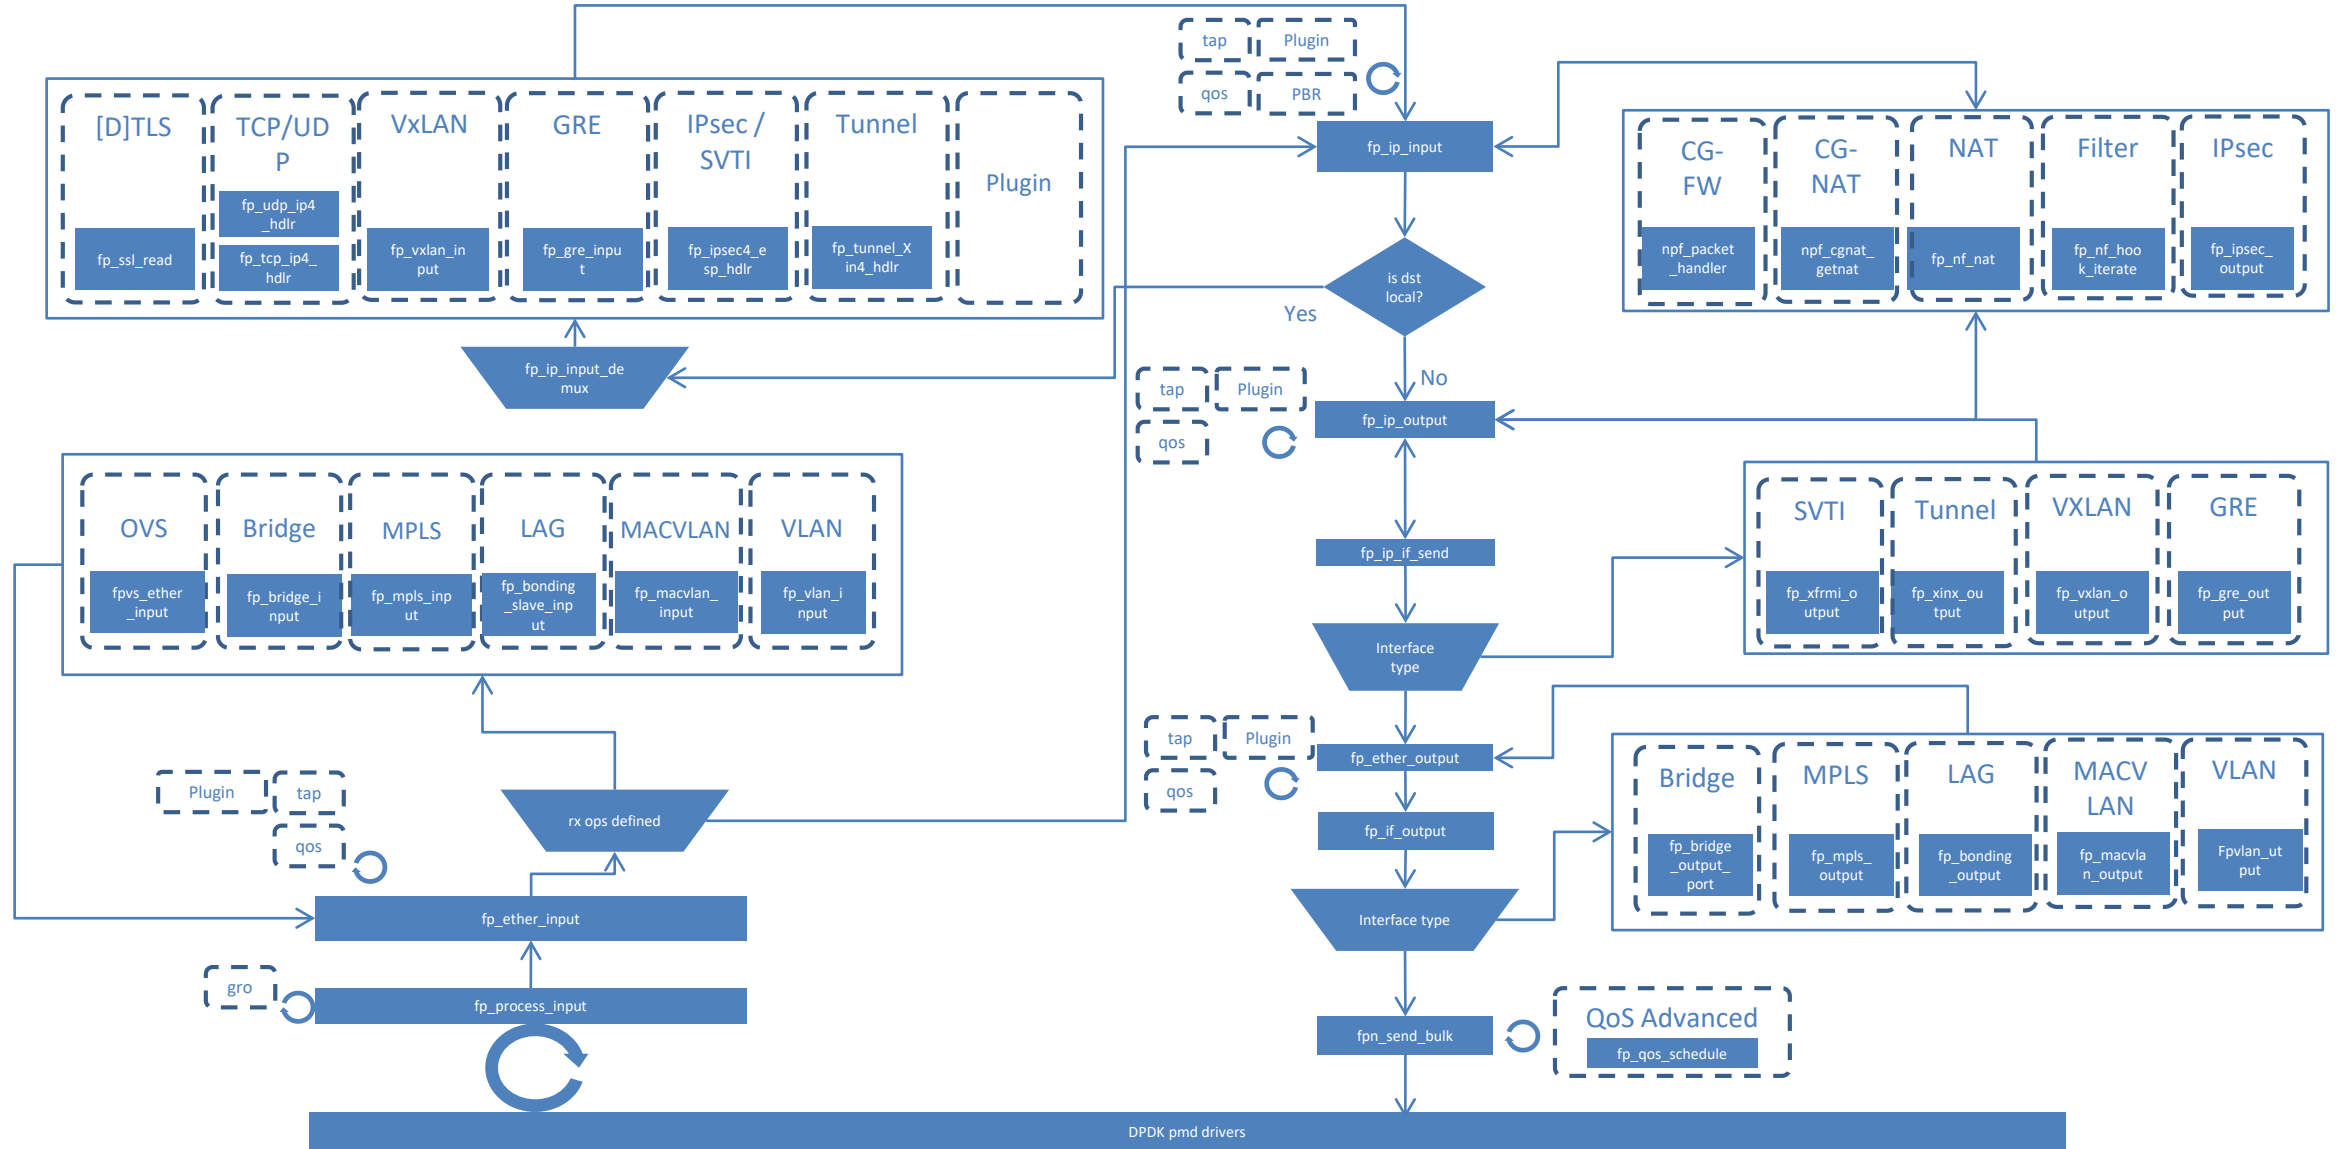 tap
Plugin
qos
PBR
[D]TLS
fp_ssl_read
TCP/UD
P
fp_udp_ip4
_hdlr
fp_tcp_ip4_
hdlr
VxLAN
fp_vxlan_in
put
GRE
fp_gre_inpu
t
IPsec /
SVTI
fp_ipsec4_e
sp_hdlr
Tunnel
fp_tunnel_X
in4_hdlr
Plugin
fp_ip_input
CG-
FW
npf_packet
_handler
CG-
NAT
npf_cgnat_
getnat
NAT
fp_nf_nat
Filter
fp_nf_hoo
k_iterate
IPsec
fp_ipsec_
output
is dst
local?
Yes
No
fp_ip_input_de
mux
tap
Plugin
qos
fp_ip_output
OVS
fpvs_ether
_input
Bridge
fp_bridge_i
nput
MPLS
fp_mpls_inp
ut
LAG
fp_bonding
_slave_inp
ut
MACVLAN
fp_macvlan_
input
VLAN
fp_vlan_i
nput
fp_ip_if_send
SVTI
fp_xfrmi_o
utput
Tunnel
fp_xinx_ou
tput
VXLAN
fp_vxlan_o
utput
GRE
fp_gre_out
put
Interface
type
tap
Plugin
qos
fp_ether_output
fp_if_output
Bridge
fp_bridge
_output_
port
MPLS
fp_mpls_
output
LAG
fp_bonding
_output
MACV
LAN
fp_macvla
n_output
VLAN
Fpvlan_ut
put
Plugin
tap
qos
rx ops defined
fp_ether_input
Interface type
gro
fp_process_input
fpn_send_bulk
QoS Advanced
fp_qos_schedule
DPDK pmd drivers